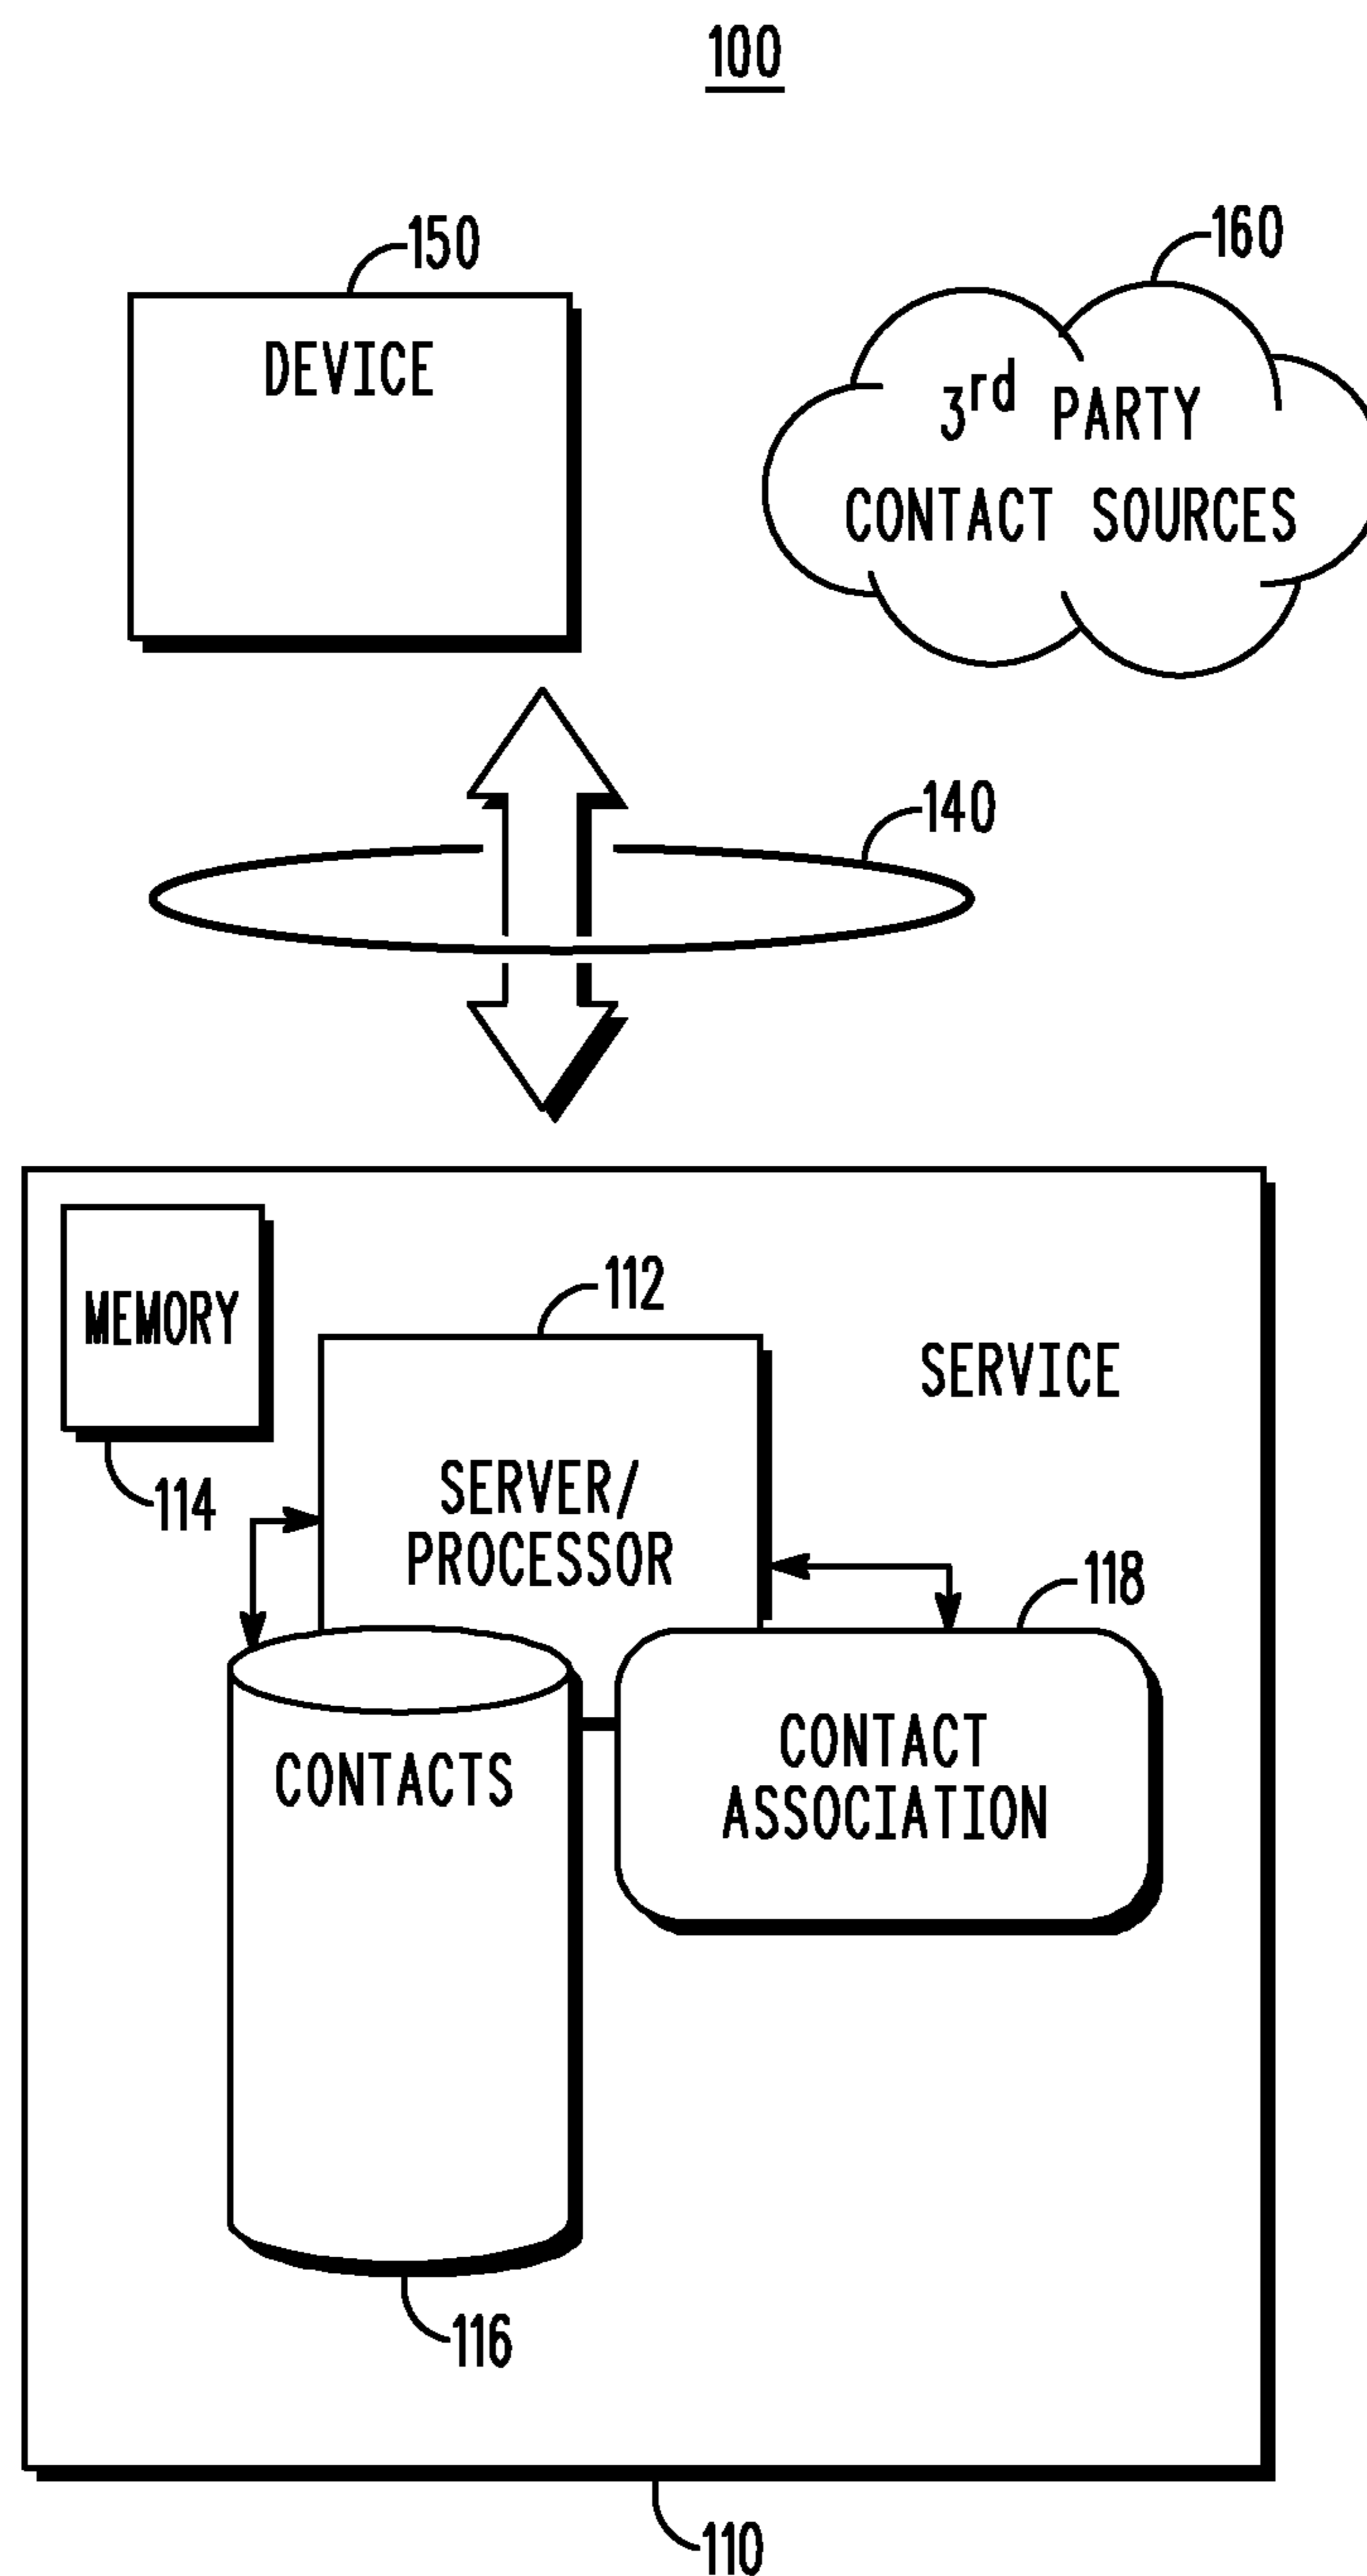 100
150
160
DEVICE
3rd PARTY
CONTACT SOURCES
140
MEMORY
112
SERVICE
114
SERVER/
PROCESSOR
118
CONTACTS
CONTACT
ASSOCIATION
116
110